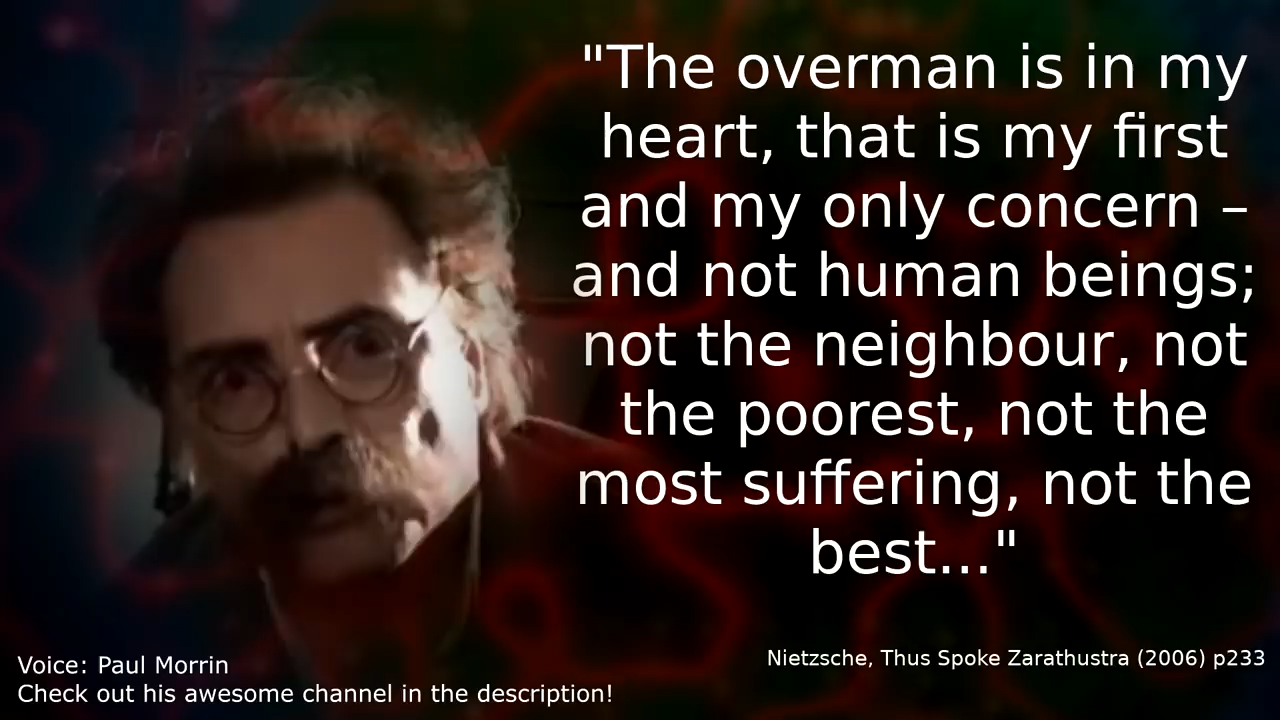 "The overman is in my
heart, that is my first
and my only concern –
and not human beings;
not the neighbour, not
the poorest, not the
most suffering, not the
best..."
Nietzsche, Thus Spoke Zarathustra (2006) p233
Voice: Paul Morrin
Check out his awesome channel in the description!